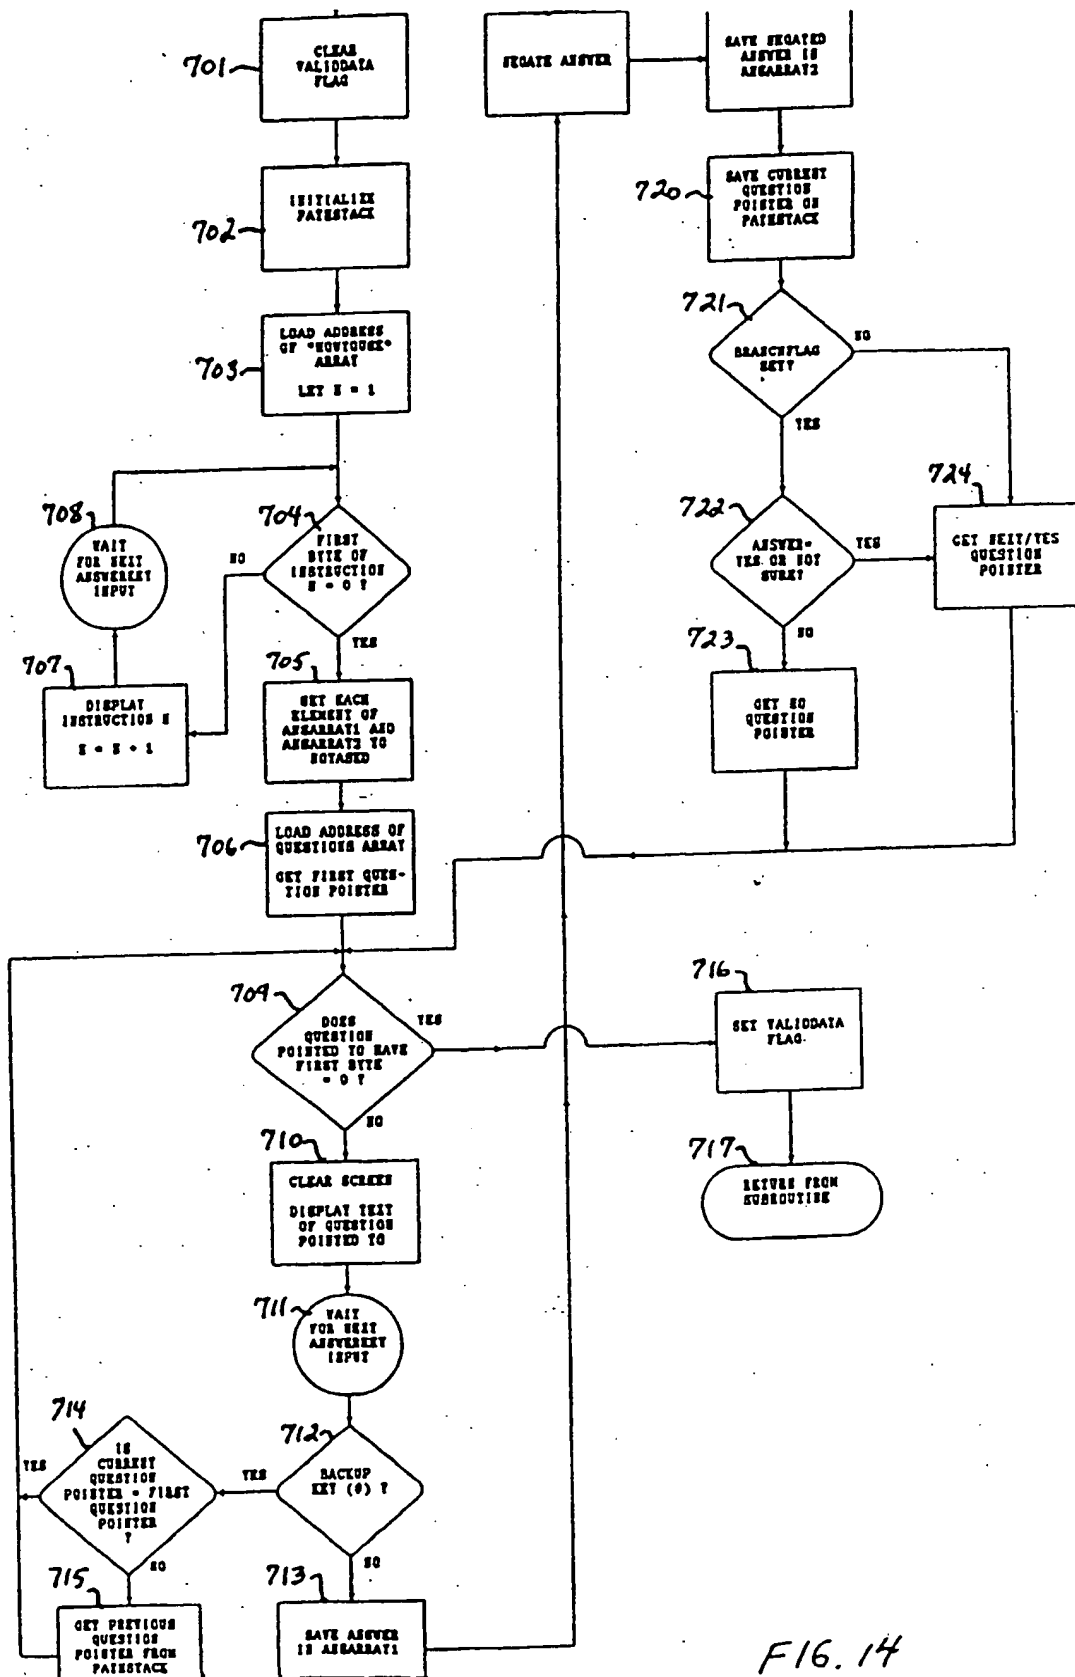 701
CLEAR
VALIDDATA
FLAG
702
INITIALIZE
PATHSTACK
703
LOAD ADDRESS
OF "HOWTOUSE"
ARRAY
LET N = 1
704
FIRST
BYTE OF
INSTRUCTION
N = 0 ?
NO
YES
708
WAIT
FOR NEXT
ANSWERKEY
INPUT
707
DISPLAY
INSTRUCTION N
N = N + 1
705
SET EACH
ELEMENT OF
ANSARRAY1 AND
ANSARRAY2 TO
706
LOAD ADDRESS OF
QUESTIONS ARRAY
GET FIRST QUES-
TION POINTER
709
DOES
QUESTION
POINTED TO HAVE
FIRST BYTE
= 0 ?
YES
NO
710
CLEAR SCREEN
DISPLAY TEXT
OF QUESTION
POINTED TO
711
WAIT
FOR NEXT
ANSWERKEY
INPUT
712
BACKUP
KEY (#) ?
YES
NO
714
IS
CURRENT
QUESTION
POINTER = FIRST
QUESTION
POINTER
?
YES
NO
715
GET PREVIOUS
QUESTION
POINTER FROM
PATHSTACK
713
SAVE ANSWER
IN ANSARRAY1
NEGATE ANSWER
SAVE NEGATED
ANSWER IN
ANSARRAY2
720
SAVE CURRENT
QUESTION
POINTER ON
PATHSTACK
721
BRANCHFLAG
SET?
NO
YES
722
ANSWER=
YES OR NOT
SURE?
YES
NO
724
GET NEXT/YES
QUESTION
POINTER
723
GET NO
QUESTION
POINTER
716
SET VALIDDATA
FLAG
717
RETURN FROM
SUBROUTINE
FIG. 14